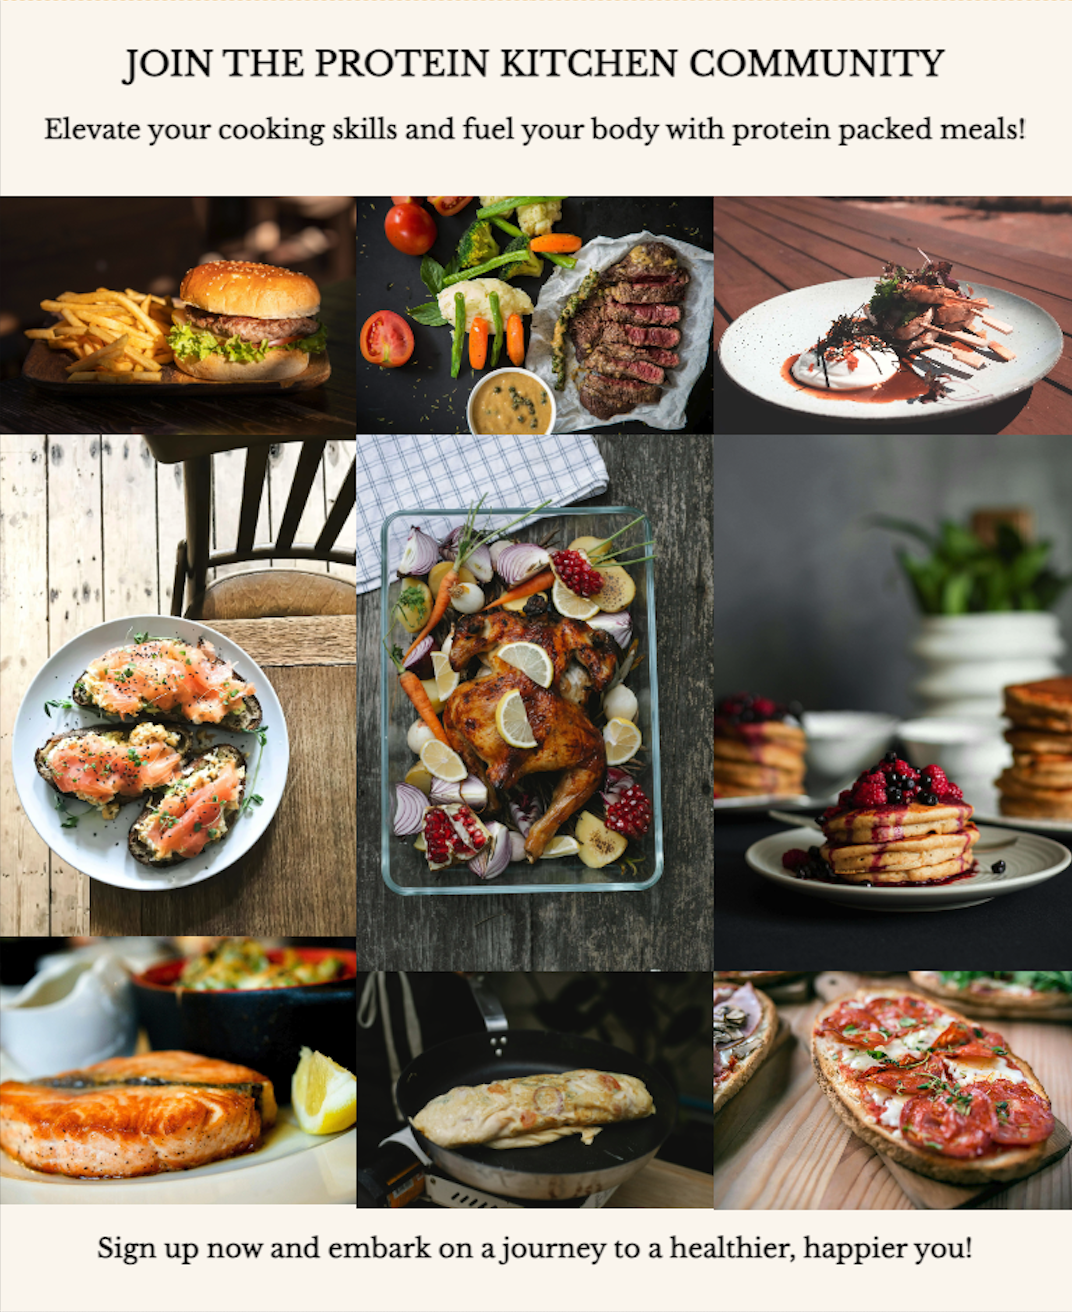 JOIN THE PROTEIN KITCHEN COMMUNITY
Elevate your cooking skills and fuel your body with protein packed meals!
Sign up now and embark on a journey to a healthier, happier you!